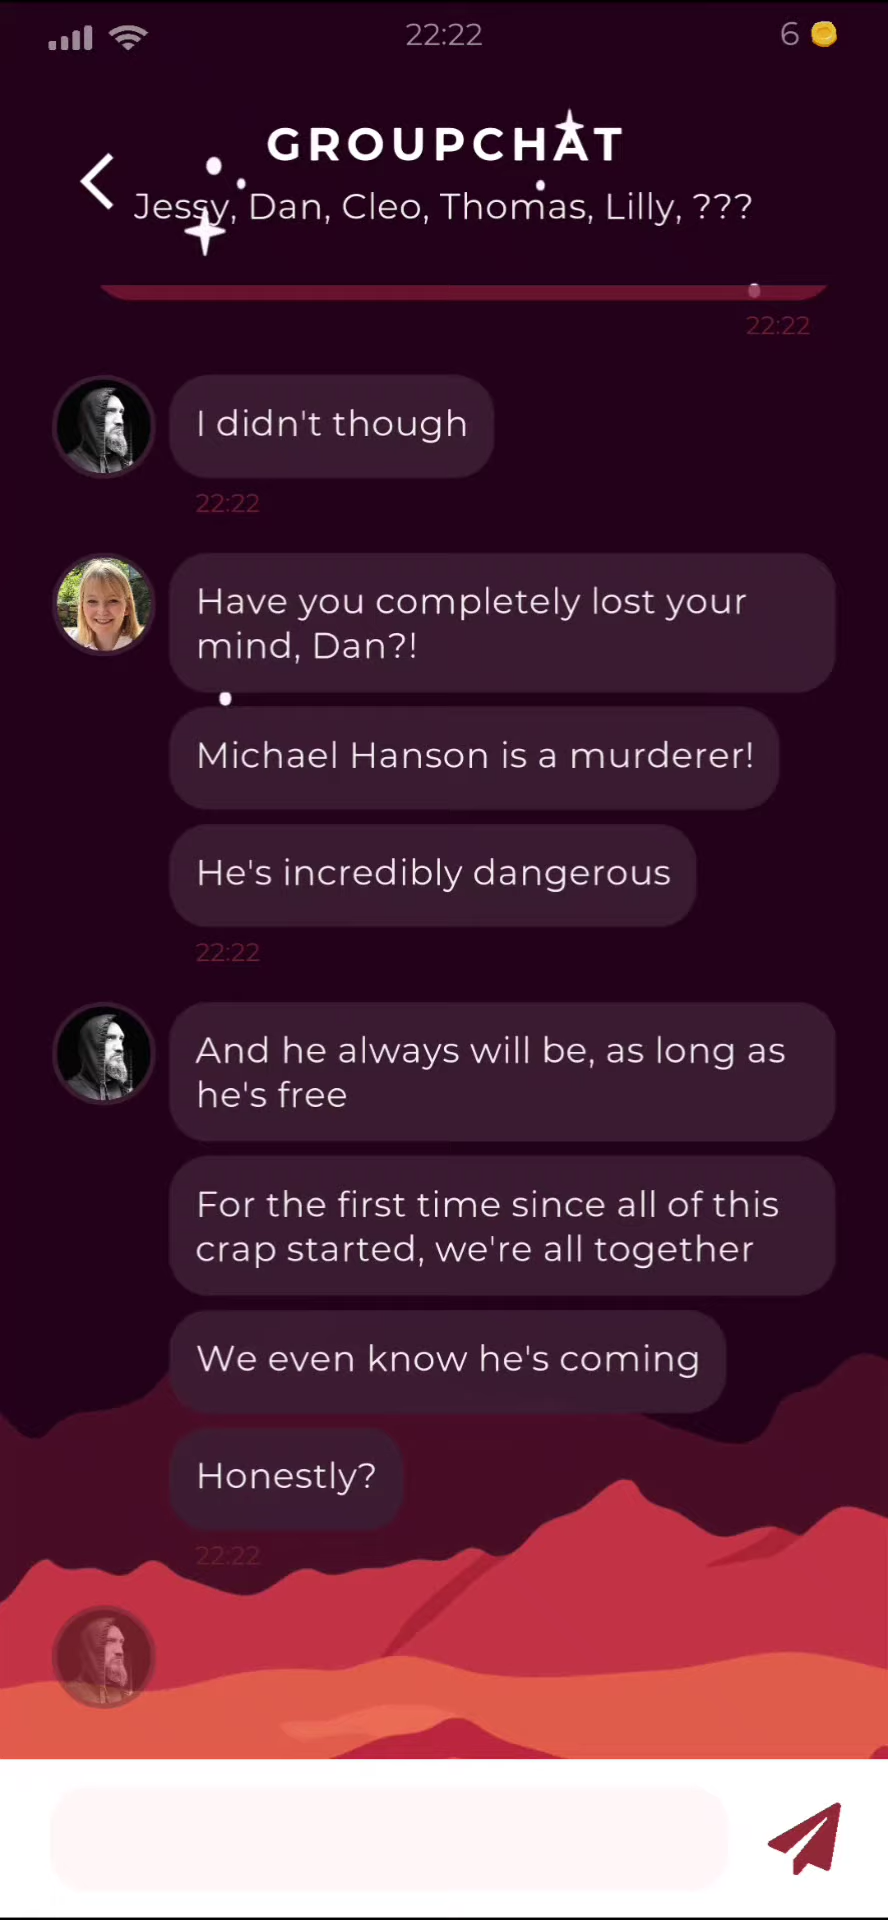 22:22
6
GROUPCHAT
Jessy, Dan, Cleo, Thomas, Lilly, ???
22:22
I didn't though
22:22
Have you completely lost your
mind, Dan?!
Michael Hanson is a murderer!
He's incredibly dangerous
22:22
And he always will be, as long as
he's free
For the first time since all of this
crap started, we're all together
We even know he's coming
Honestly?
22:22